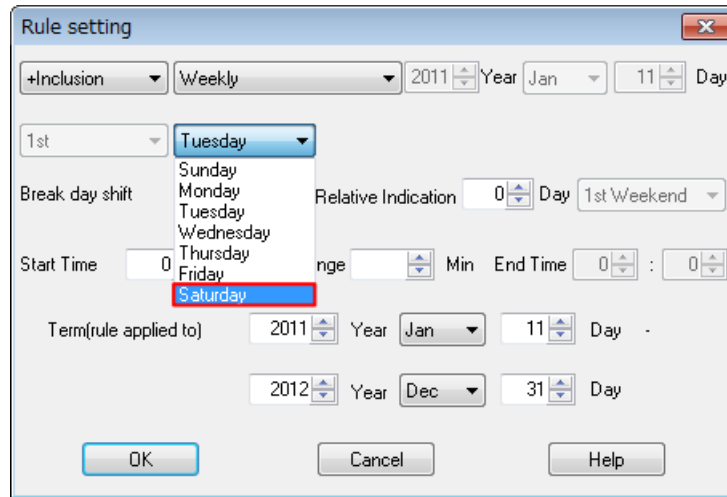 Rule setting
+Inclusion Weekly 2011 Year Jan 11 Day
1st Tuesday
Sunday
Monday
Tuesday
Wednesday
Thursday
Friday
Saturday
Break day shift Relative Indication 0 Day 1st Weekend
Start Time 0 nge Min End Time 0 : 0
Term(rule applied to) 2011 Year Jan 11 Day -
2012 Year Dec 31 Day
OK Cancel Help